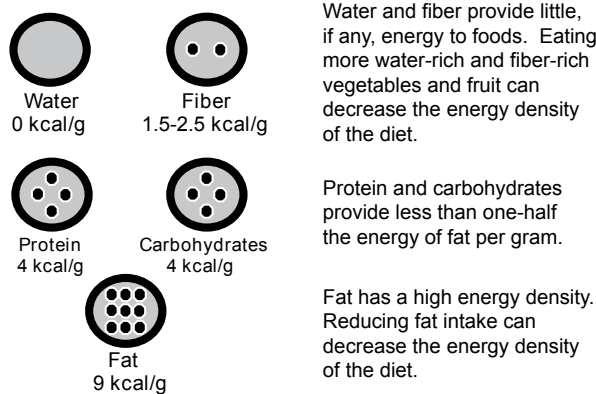 Water
0 kcal/g
Fiber
1.5-2.5 kcal/g
Water and fiber provide little,
if any, energy to foods. Eating
more water-rich and fiber-rich
vegetables and fruit can
decrease the energy density
of the diet.
Protein
4 kcal/g
Carbohydrates
4 kcal/g
Protein and carbohydrates
provide less than one-half
the energy of fat per gram.
Fat
9 kcal/g
Fat has a high energy density.
Reducing fat intake can
decrease the energy density
of the diet.